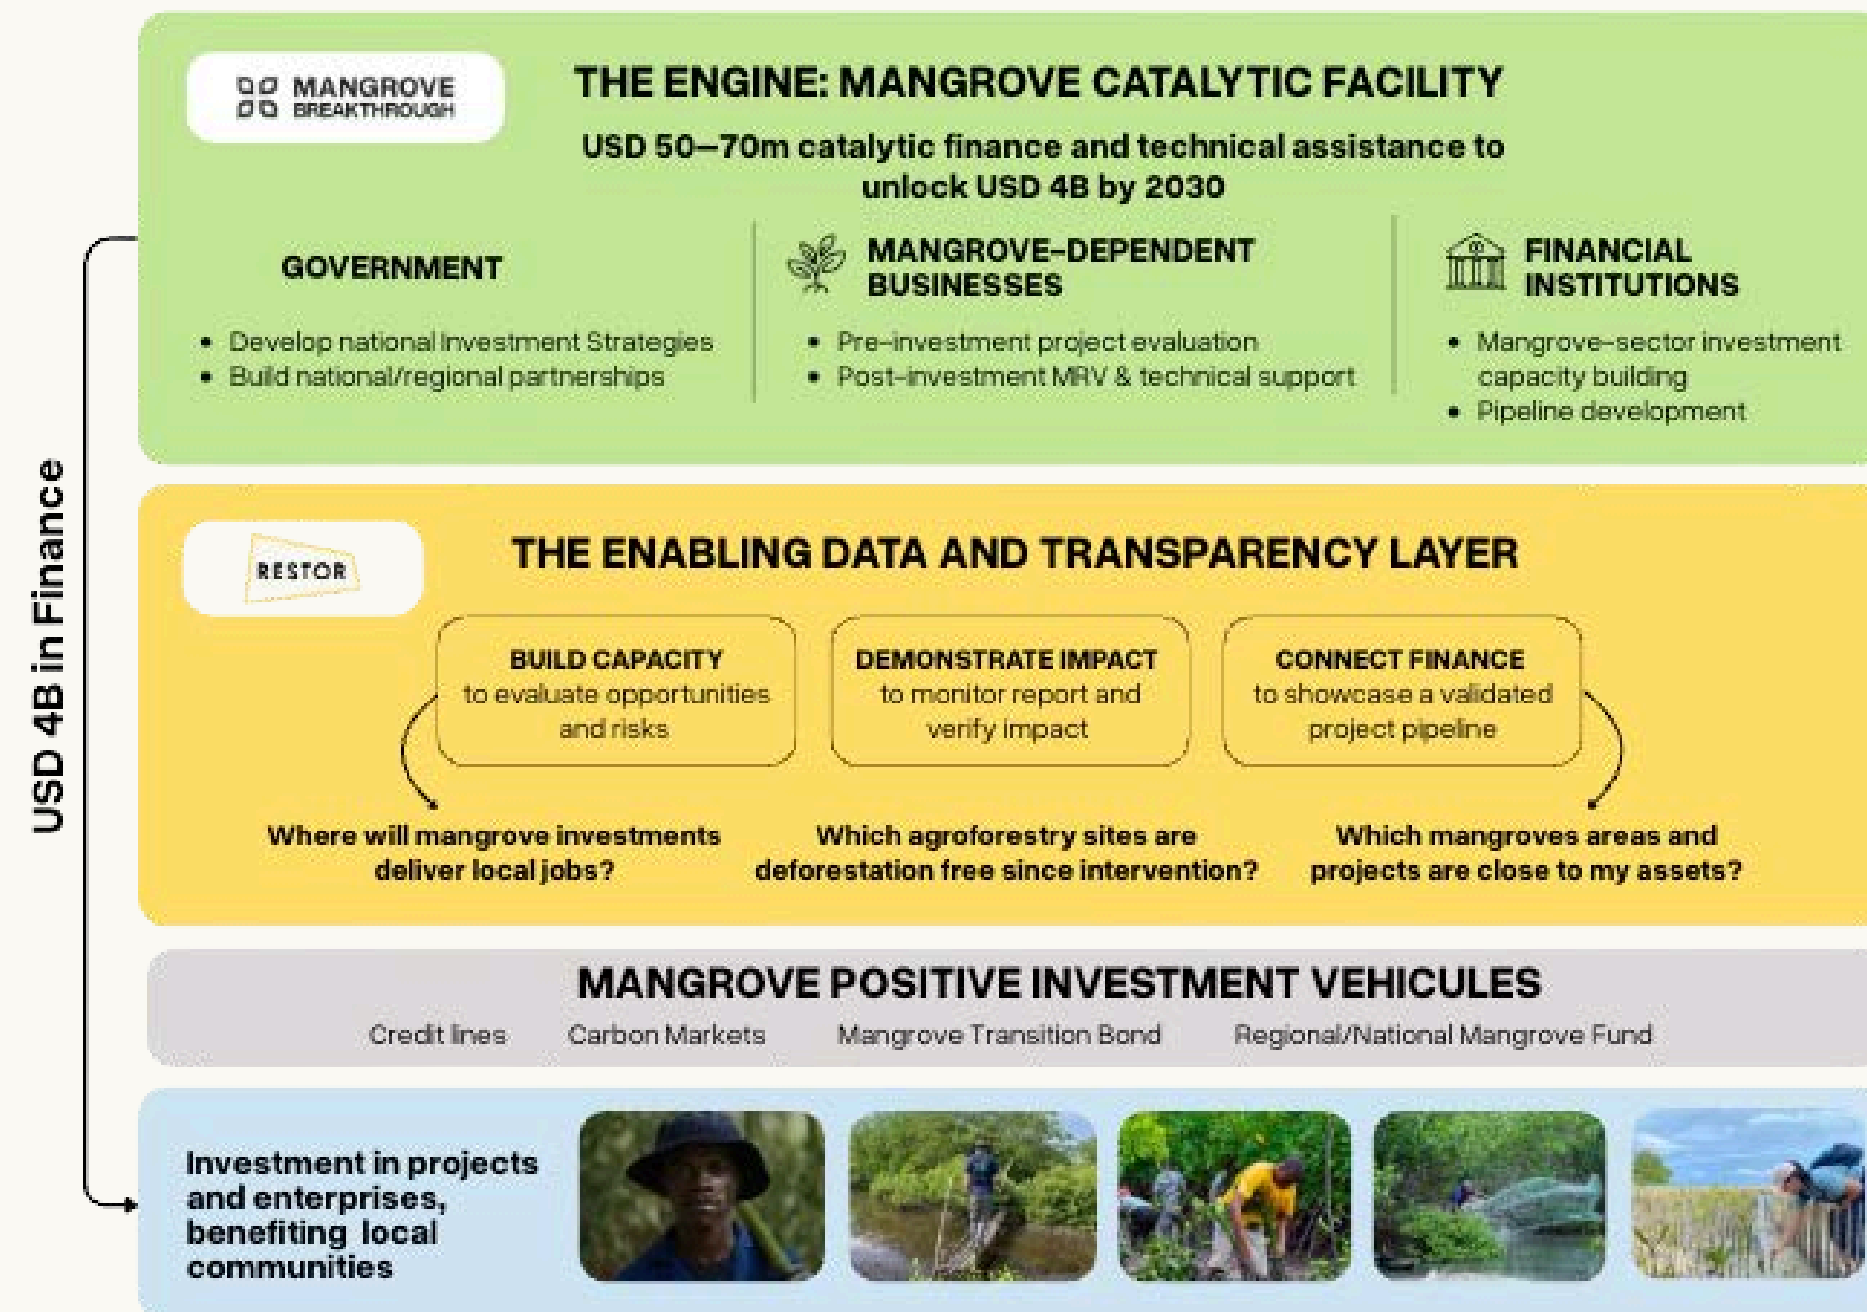 MANGROVE
BREAKTHROUGH
THE ENGINE: MANGROVE CATALYTIC FACILITY
USD 50–70m catalytic finance and technical assistance to
unlock USD 4B by 2030
GOVERNMENT
• Develop national Investment Strategies
• Build national/regional partnerships
MANGROVE-DEPENDENT
BUSINESSES
• Pre-investment project evaluation
• Post-investment MRV & technical support
FINANCIAL
INSTITUTIONS
• Mangrove-sector investment
capacity building
• Pipeline development
USD 4B in Finance
RESTOR
THE ENABLING DATA AND TRANSPARENCY LAYER
BUILD CAPACITY
to evaluate opportunities
and risks
DEMONSTRATE IMPACT
to monitor report and
verify impact
CONNECT FINANCE
to showcase a validated
project pipeline
Where will mangrove investments
deliver local jobs?
Which agroforestry sites are
deforestation free since intervention?
Which mangroves areas and
projects are close to my assets?
MANGROVE POSITIVE INVESTMENT VEHICULES
Credit lines
Carbon Markets
Mangrove Transition Bond
Regional/National Mangrove Fund
Investment in projects
and enterprises,
benefiting local
communities